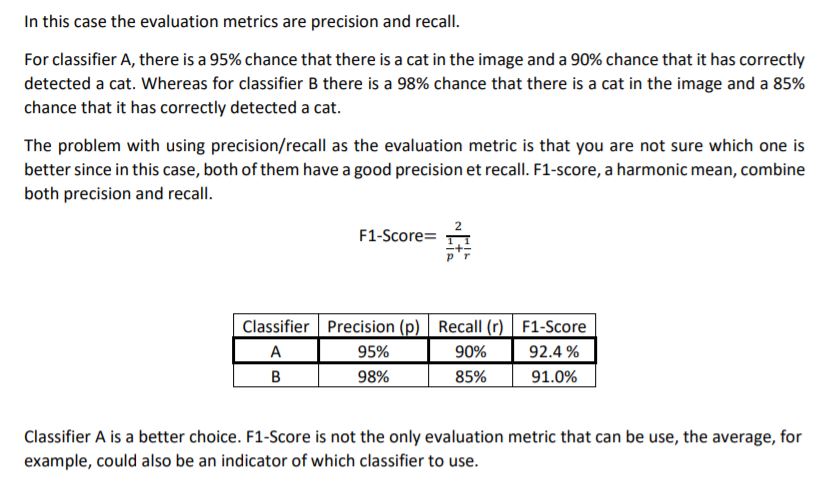 In this case the evaluation metrics are precision and recall.
For classifier A, there is a 95% chance that there is a cat in the image and a 90% chance that it has correctly
detected a cat. Whereas for classifier B there is a 98% chance that there is a cat in the image and a 85%
chance that it has correctly detected a cat.
The problem with using precision/recall as the evaluation metric is that you are not sure which one is
better since in this case, both of them have a good precision et recall. F1-score, a harmonic mean, combine
both precision and recall.
F1-Score= 2 / (1/p + 1/r)
Classifier Precision (p) Recall (r) F1-Score
A 95% 90% 92.4 %
B 98% 85% 91.0%
Classifier A is a better choice. F1-Score is not the only evaluation metric that can be use, the average, for
example, could also be an indicator of which classifier to use.